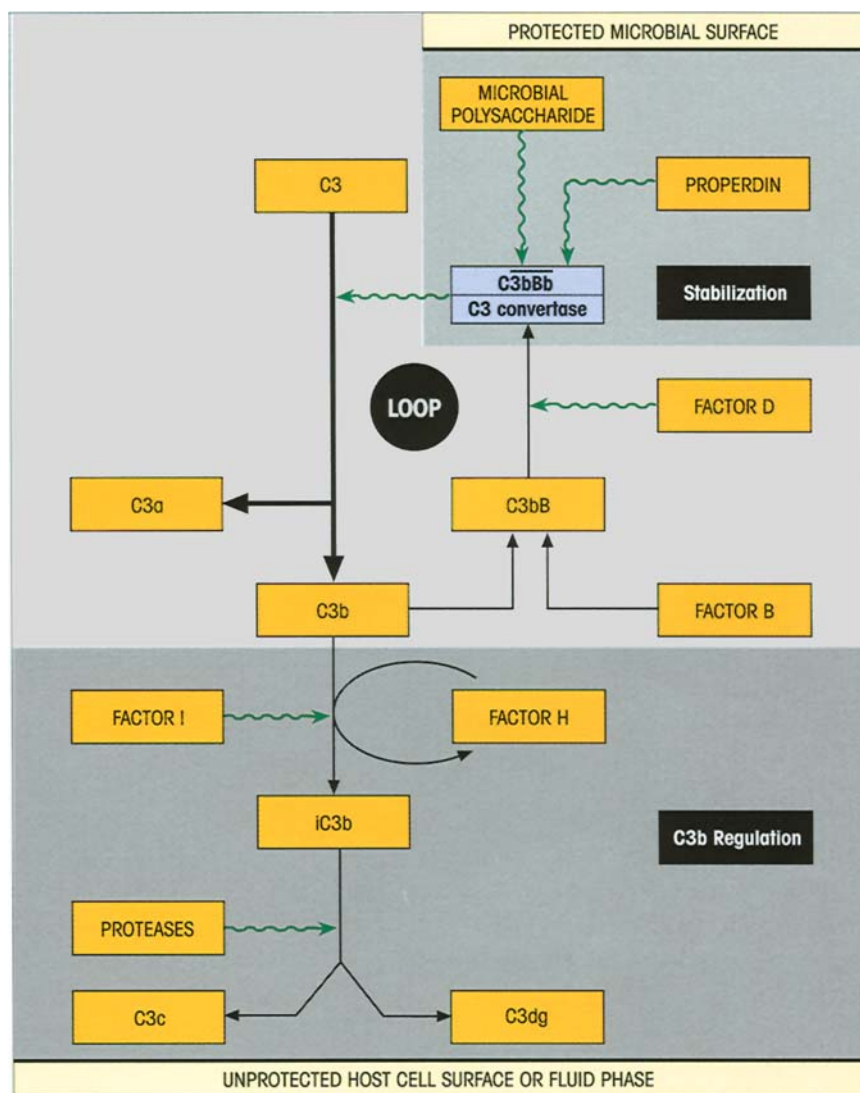 PROTECTED MICROBIAL SURFACE
MICROBIAL
POLYSACCHARIDE
C3
PROPERDIN
C3bBb
C3 convertase
Stabilization
LOOP
FACTOR D
C3a
C3bB
C3b
FACTOR B
FACTOR I
FACTOR H
iC3b
C3b Regulation
PROTEASES
C3c
C3dg
UNPROTECTED HOST CELL SURFACE OR FLUID PHASE